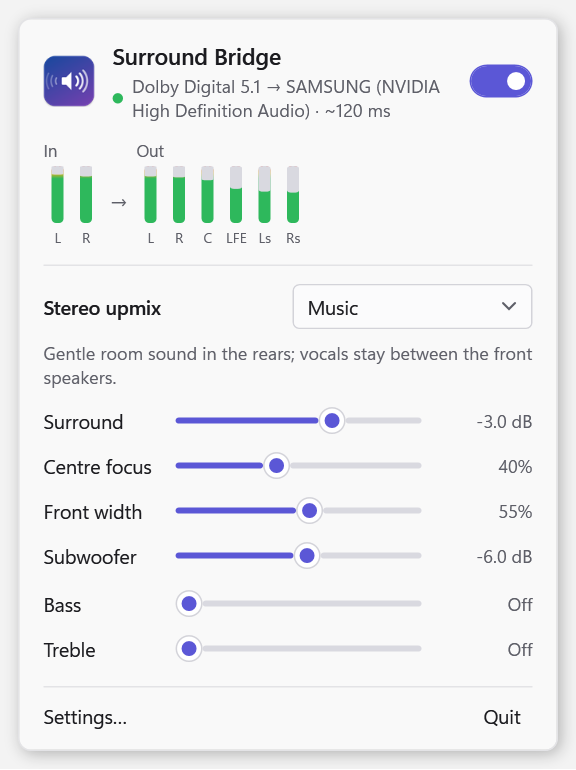 Surround Bridge
Dolby Digital 5.1 → SAMSUNG (NVIDIA
High Definition Audio) · ~120 ms
In
Out
→
L R
L R C LFE Ls Rs
Stereo upmix
Music
Gentle room sound in the rears; vocals stay between the front
speakers.
Surround -3.0 dB
Centre focus 40%
Front width 55%
Subwoofer -6.0 dB
Bass Off
Treble Off
Settings... Quit